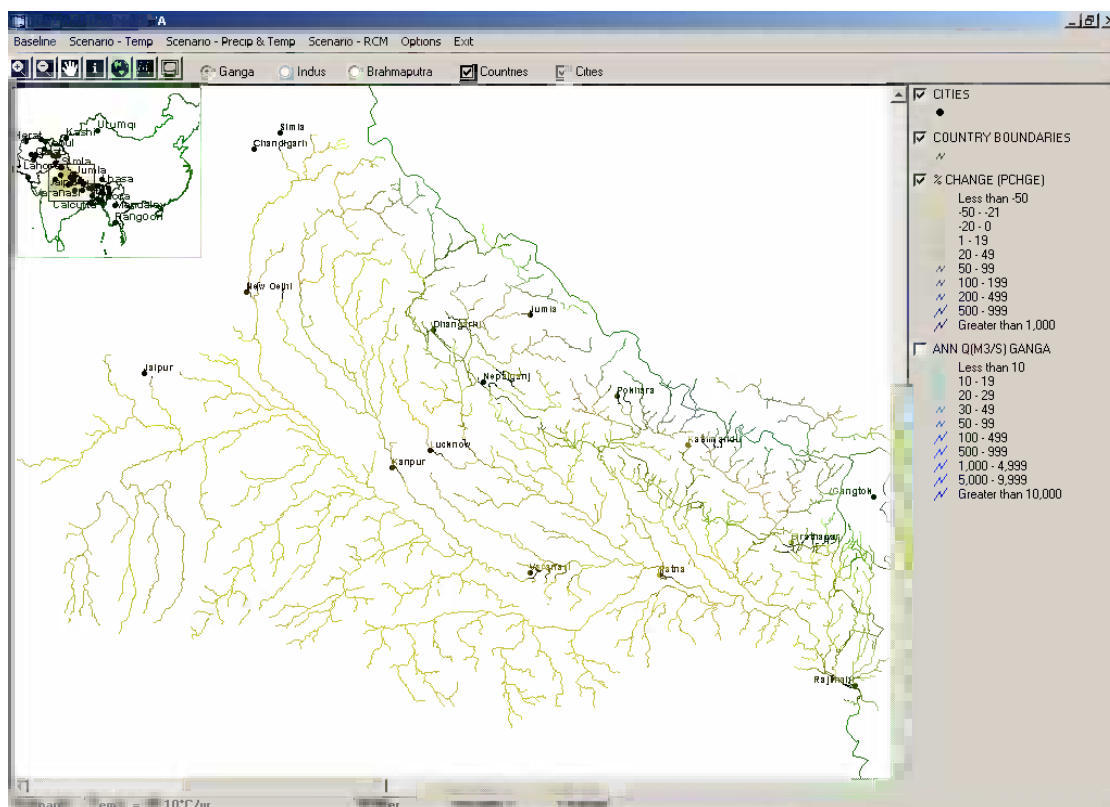 Baseline Scenario - Temp Scenario - Precip & Temp Scenario - RCM Options Exit
Ganga Indus Brahmaputra Countries Cities
CITIES
COUNTRY BOUNDARIES
% CHANGE (PCHGE)
Less than -50
-50 - -21
-20 - 0
1 - 19
20 - 49
50 - 99
100 - 199
200 - 499
500 - 999
Greater than 1,000
ANN Q(M3/S) GANGA
Less than 10
10 - 19
20 - 29
30 - 49
50 - 99
100 - 499
500 - 999
1,000 - 4,999
5,000 - 9,999
Greater than 10,000
Urumqi
Kashi
Simla
Jumla
Lhasa
Varanasi
Calcutta
Mandalay
Rangoon
Simla
Chandigarh
New Delhi
Jumla
Dhangarhi
Jaipur
Nepalganj
Pokhara
Kathmandu
Lucknow
Kanpur
Gangtok
Biratnagar
Varanasi
Patna
Rajmahal
10°C/yr